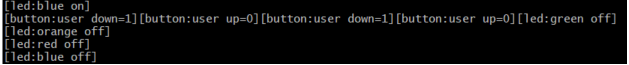 [led:blue on]
[button:user down=1][button:user up=0][button:user down=1][button:user up=0][led:green off]
[led:orange off]
[led:red off]
[led:blue off]